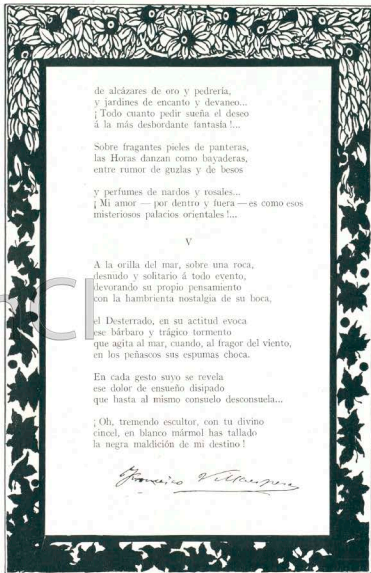 de alcázares de oro y pedrería,
y jardines de encanto y devaneo...
¡ Todo cuanto pedir sueña el deseo
á la más desbordante fantasía !...
Sobre fragantes pieles de panteras,
las Horas danzan como bayaderas,
entre rumor de guzlas y de besos
y perfumes de nardos y rosales...
¡ Mi amor — por dentro y fuera — es como esos
misteriosos palacios orientales !...
V
A la orilla del mar, sobre una roca,
desnudo y solitario á todo evento,
devorando su propio pensamiento
con la hambrienta nostalgia de su boca,
el Desterrado, en su actitud evoca
ese bárbaro y trágico tormento
que agita al mar, cuando, al fragor del viento,
en los peñascos sus espumas choca.
En cada gesto suyo se revela
ese dolor de ensueño disipado
que hasta al mismo consuelo desconsuela...
¡ Oh, tremendo escultor, con tu divino
cincel, en blanco mármol has tallado
la negra maldición de mi destino !
Francisco Villaespesa